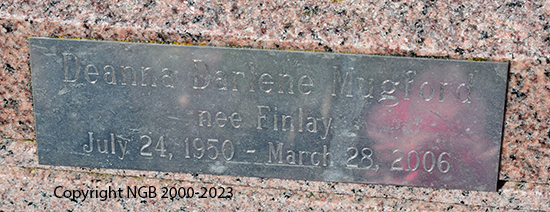 Deanna Darlene Mugford
nee Finlay
July 24, 1950 - March 28, 2006
Copyright NGB 2000-2023